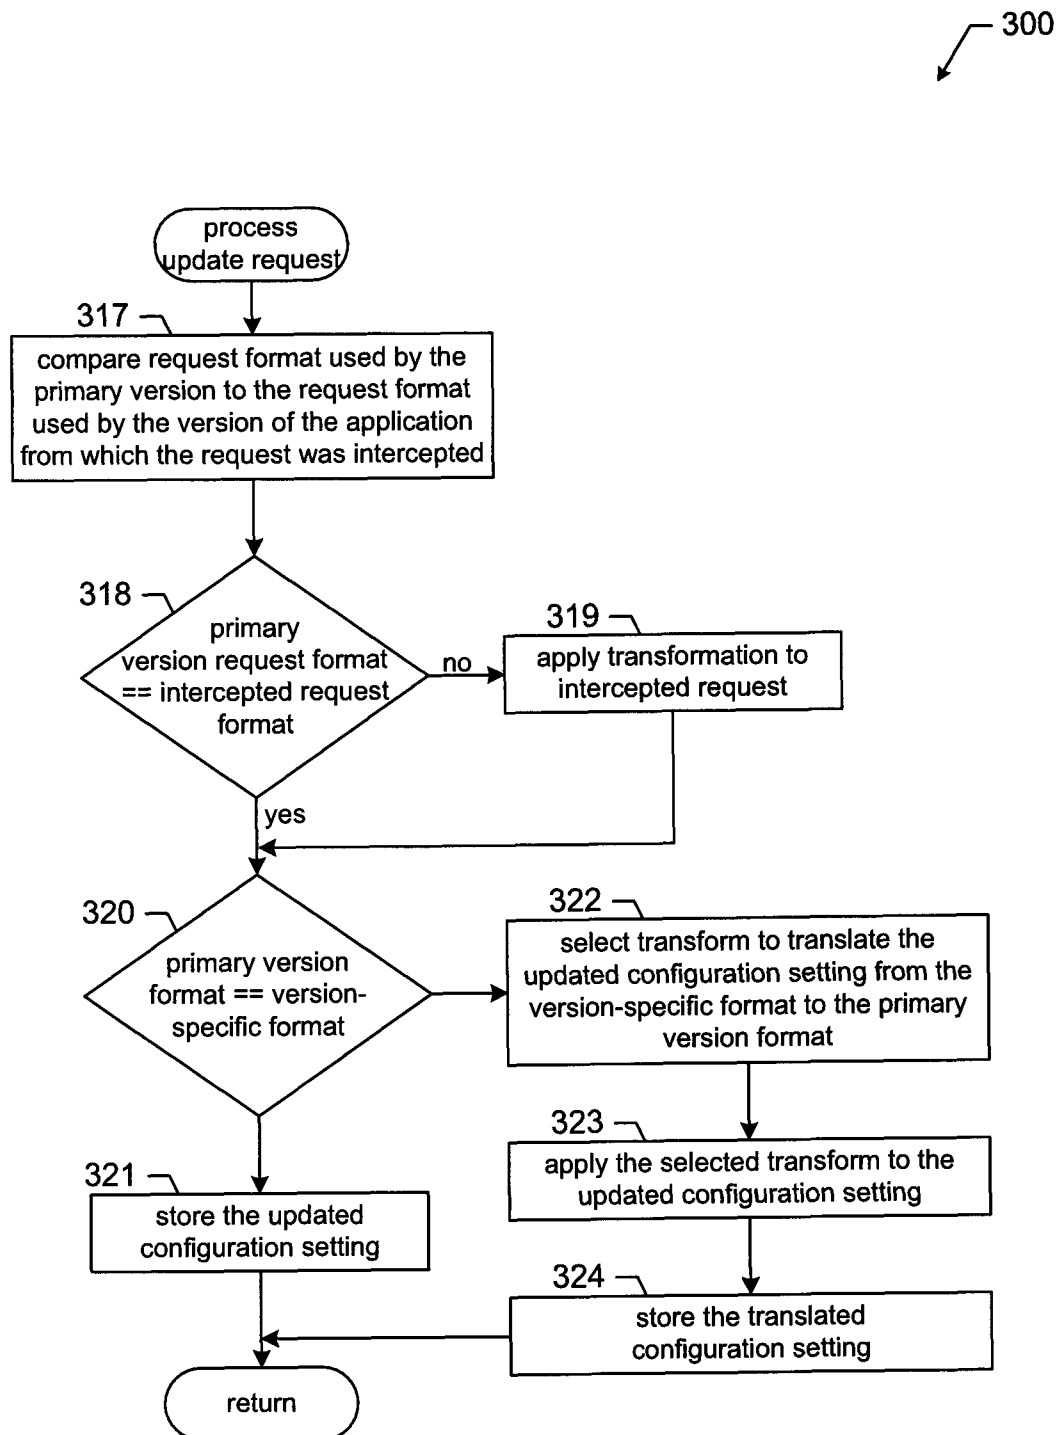 300
process
update request
317
compare request format used by the
primary version to the request format
used by the version of the application
from which the request was intercepted
318
primary
version request format
== intercepted request
format
no
319
apply transformation to
intercepted request
yes
320
primary version
format == version-
specific format
322
select transform to translate the
updated configuration setting from the
version-specific format to the primary
version format
323
apply the selected transform to the
updated configuration setting
321
store the updated
configuration setting
324
store the translated
configuration setting
return